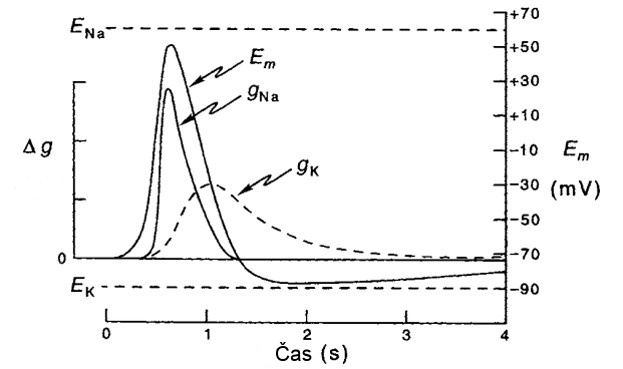 E_Na
E_m
g_Na
g_K
Δ g
0
E_K
+70
+50
+30
+10
-10
-30
-50
-70
-90
E_m
(mV)
0 1 2 3 4
Čas (s)